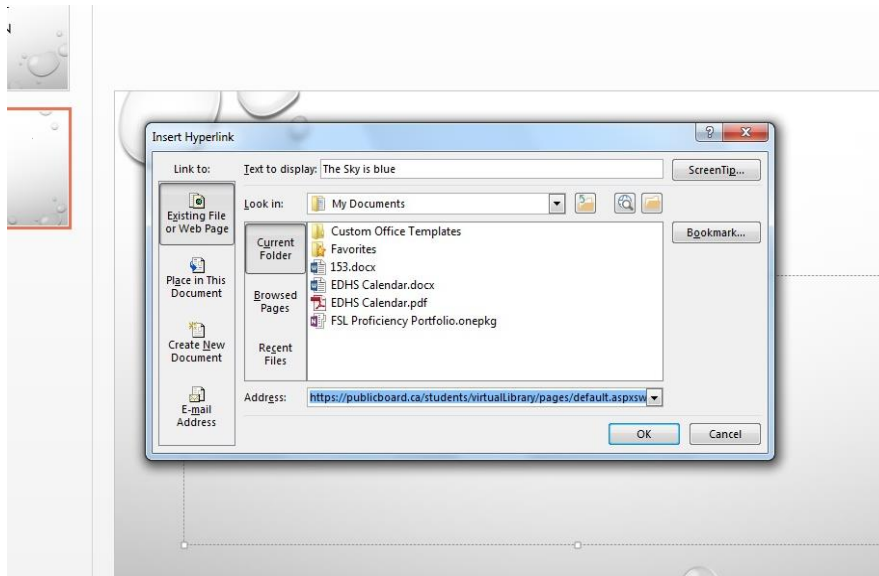 N
Insert Hyperlink
Link to:
Text to display: The Sky is blue
ScreenTip...
Existing File
or Web Page
Look in: My Documents
Bookmark...
Current
Folder
Custom Office Templates
Favorites
153.docx
EDHS Calendar.docx
EDHS Calendar.pdf
FSL Proficiency Portfolio.onepkg
Place in This
Document
Browsed
Pages
Create New
Document
Recent
Files
E-mail
Address
Address: https://publicboard.ca/students/virtualLibrary/pages/default.aspxsw
OK
Cancel